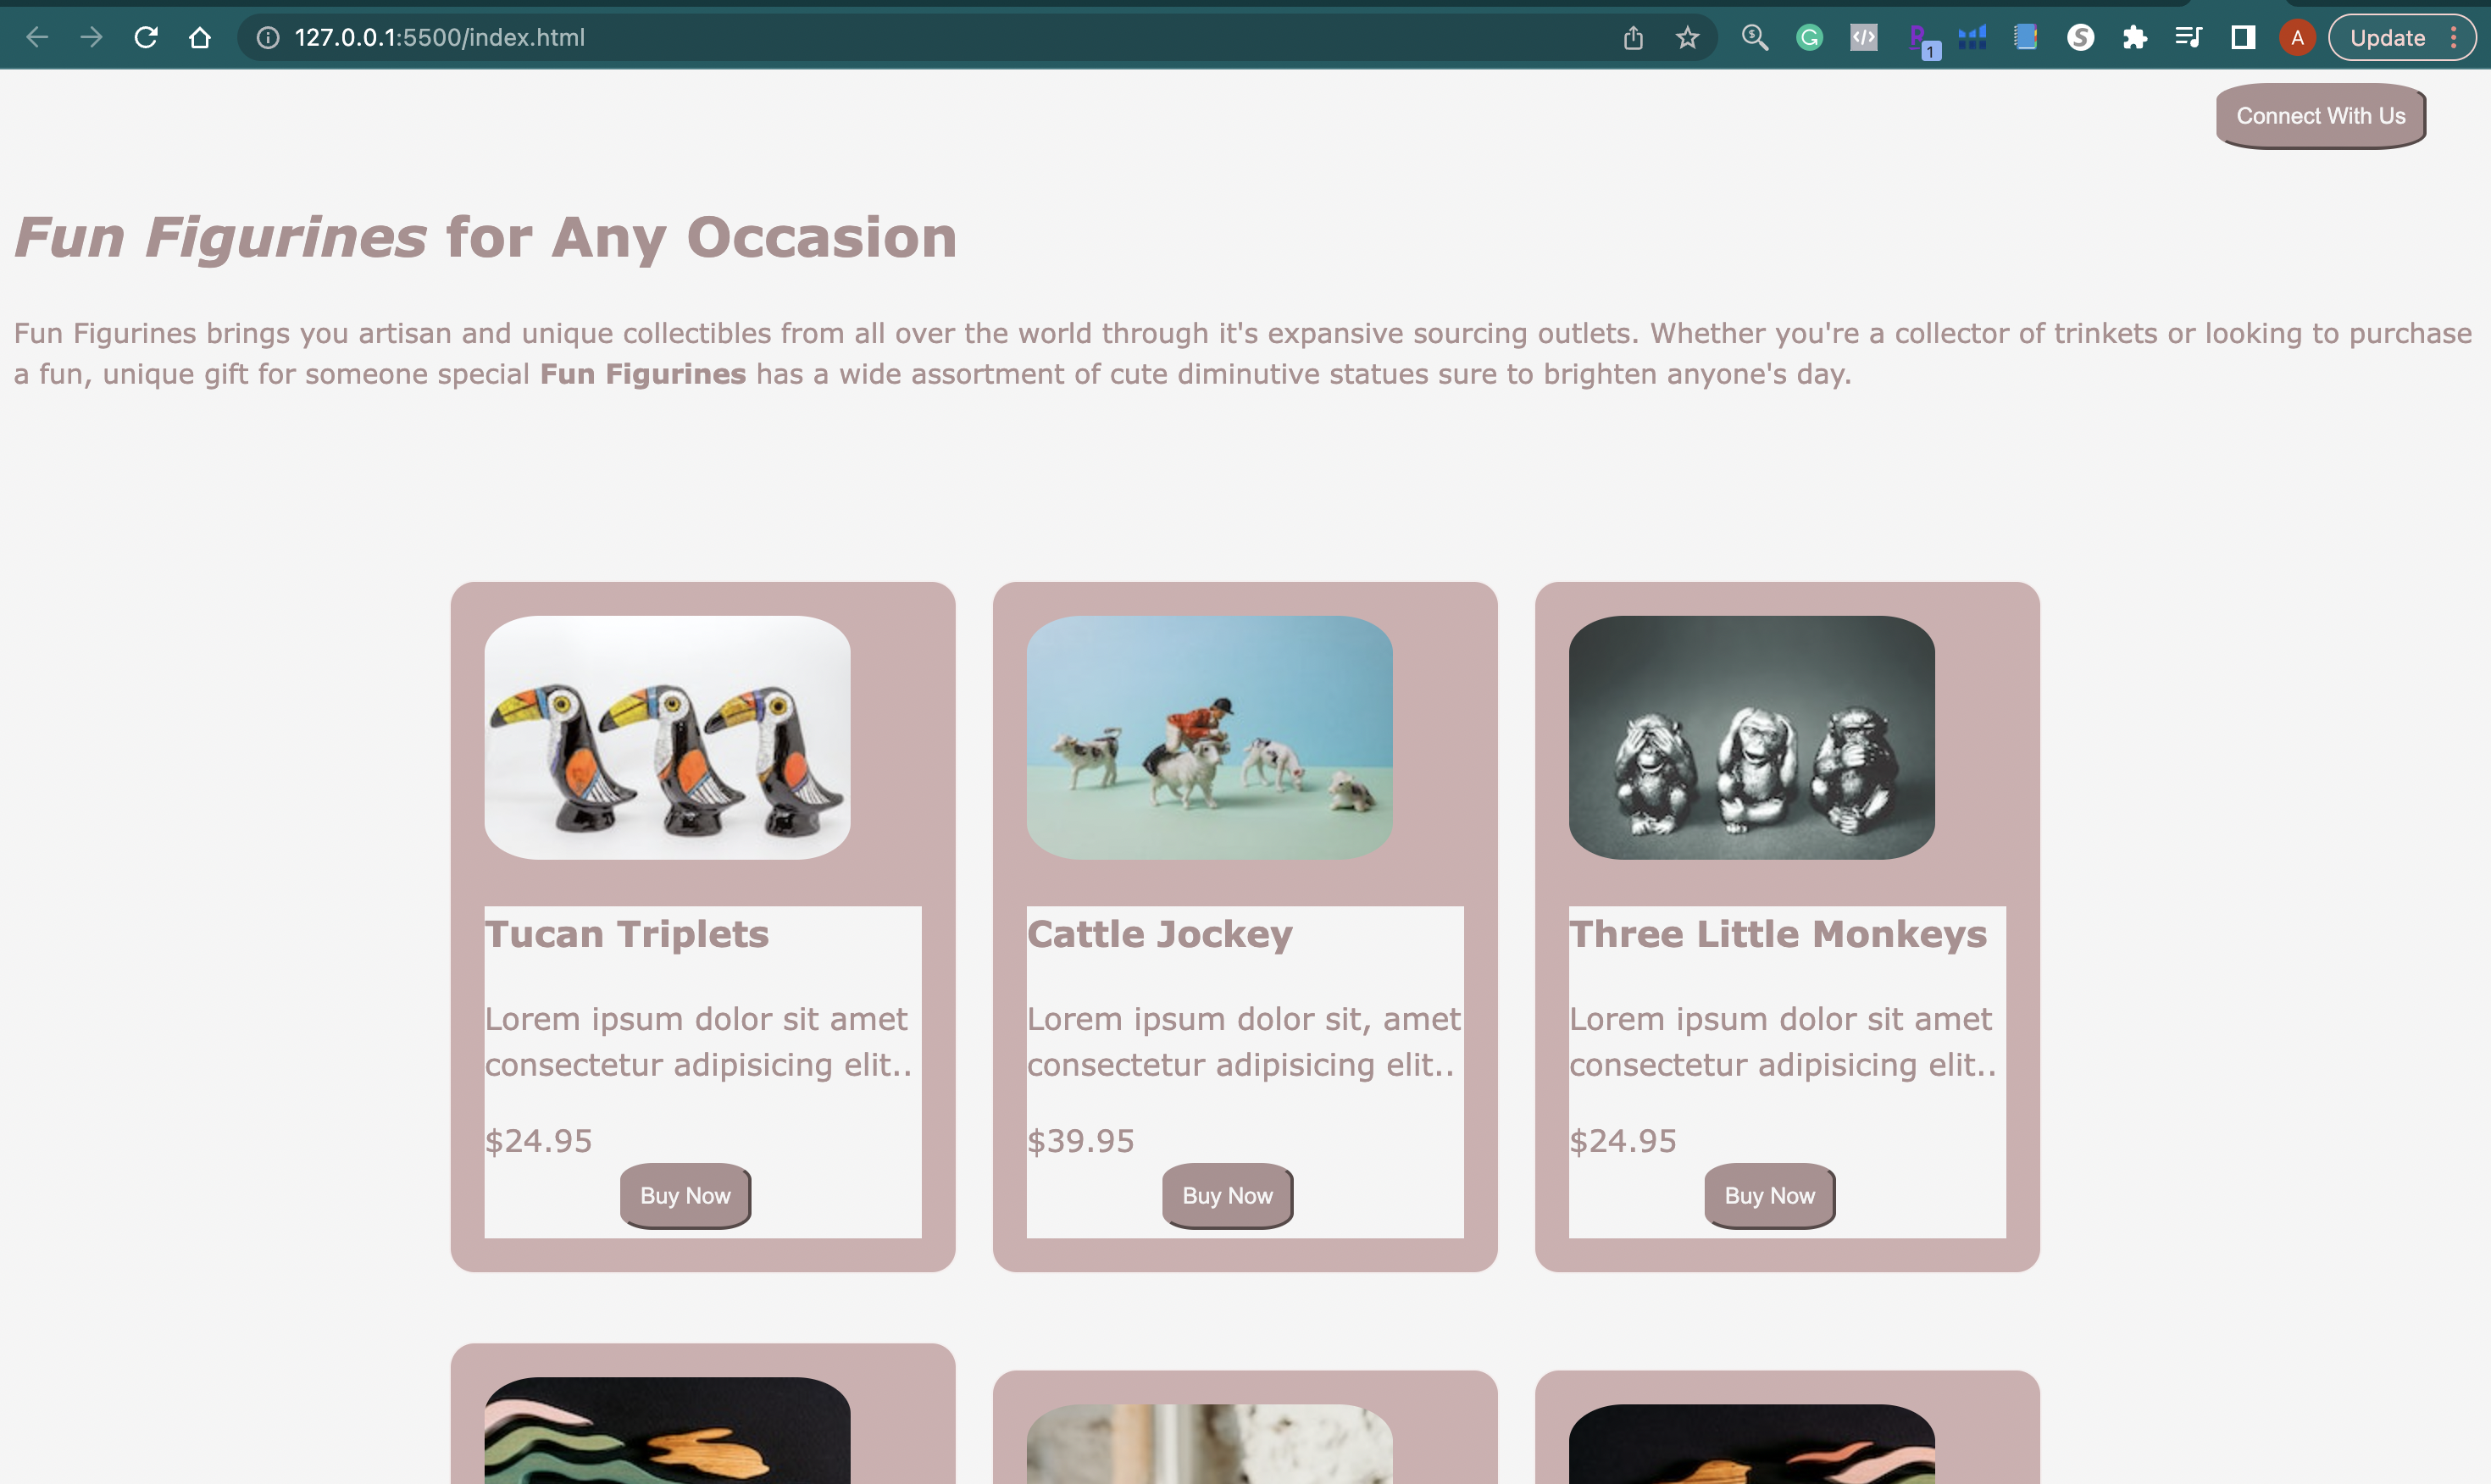 127.0.0.1:5500/index.html
1
A
Update
Connect With Us
Fun Figurines for Any Occasion
Fun Figurines brings you artisan and unique collectibles from all over the world through it's expansive sourcing outlets. Whether you're a collector of trinkets or looking to purchase
a fun, unique gift for someone special Fun Figurines has a wide assortment of cute diminutive statues sure to brighten anyone's day.
Tucan Triplets
Lorem ipsum dolor sit amet
consectetur adipisicing elit..
$24.95
Buy Now
Cattle Jockey
Lorem ipsum dolor sit, amet
consectetur adipisicing elit..
$39.95
Buy Now
Three Little Monkeys
Lorem ipsum dolor sit amet
consectetur adipisicing elit..
$24.95
Buy Now